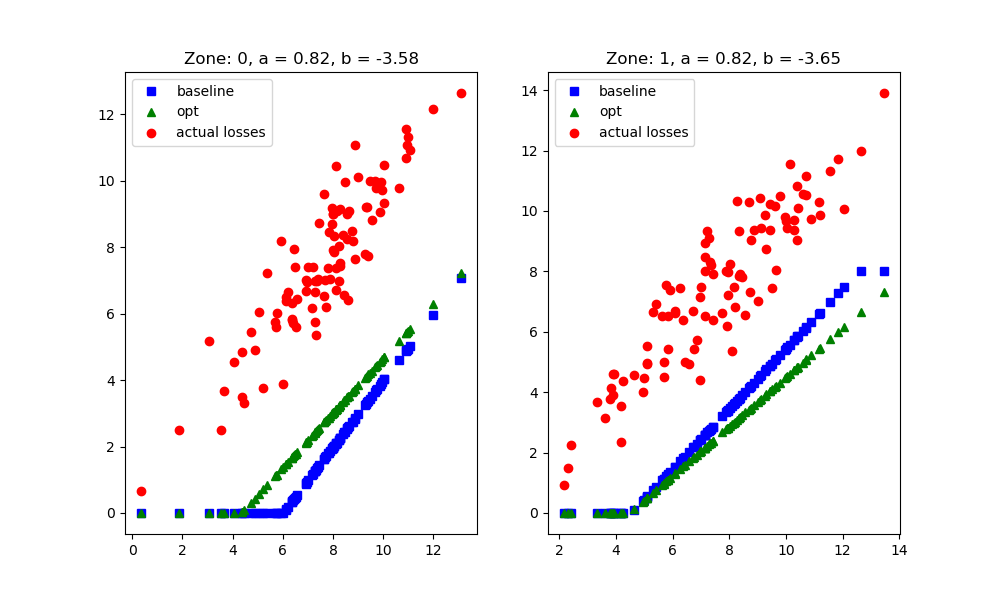 Zone: 0, a = 0.82, b = -3.58
baseline
opt
actual losses
12
10
8
6
4
2
0
0 2 4 6 8 10 12
Zone: 1, a = 0.82, b = -3.65
baseline
opt
actual losses
14
12
10
8
6
4
2
0
2 4 6 8 10 12 14